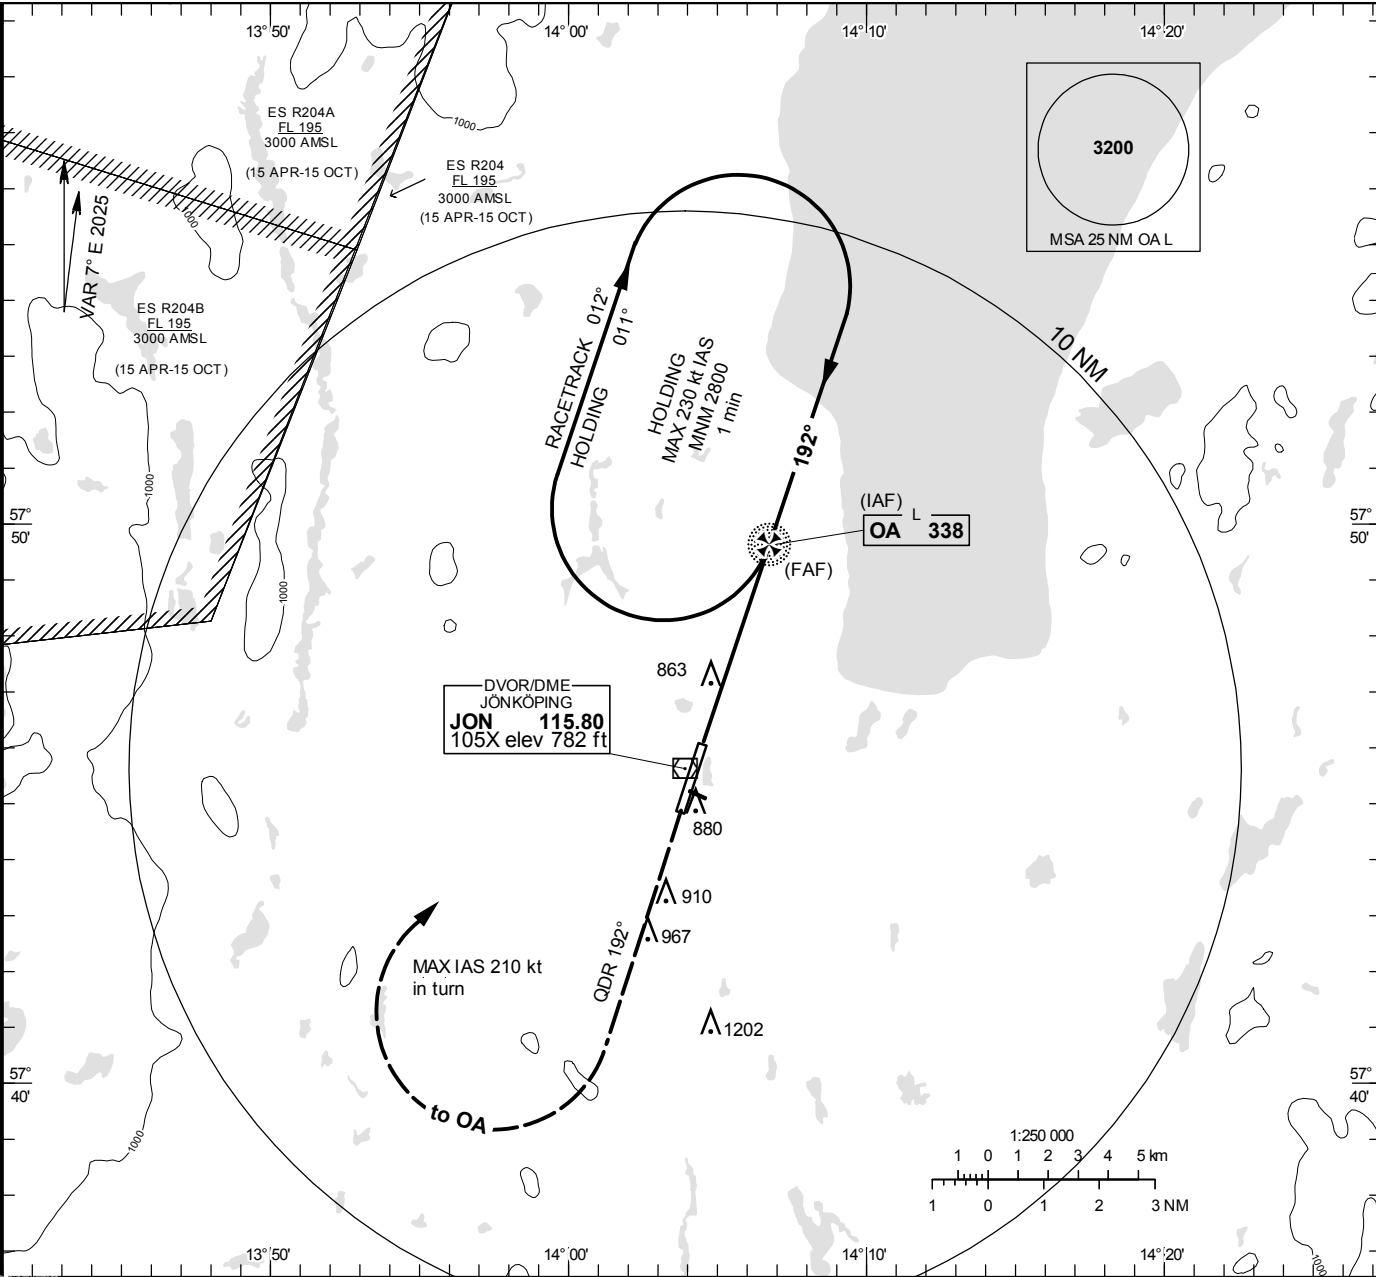 13°50'
14°00'
14°10'
14°20'
ES R204A
FL 195
3000 AMSL
(15 APR-15 OCT)
1000
ES R204
FL 195
3000 AMSL
(15 APR-15 OCT)
3200
MSA 25 NM OA L
1000
VAR 7° E 2025
ES R204B
FL 195
3000 AMSL
(15 APR-15 OCT)
RACETRACK 012°
HOLDING 011°
HOLDING
MAX 230 kt IAS
MNM 2800
1 min
10 NM
192°
1000
57°
50'
(IAF)
L
OA 338
(FAF)
57°
50'
1000
863
DVOR/DME
JÖNKÖPING
JON 115.80
105X elev 782 ft
880
910
967
QDR 192°
MAX IAS 210 kt
in turn
1202
57°
40'
to OA
57°
40'
1000
1:250 000
1 0 1 2 3 4 5 km
1 0 1 2 3 NM
13°50'
14°00'
14°10'
14°20'
1000